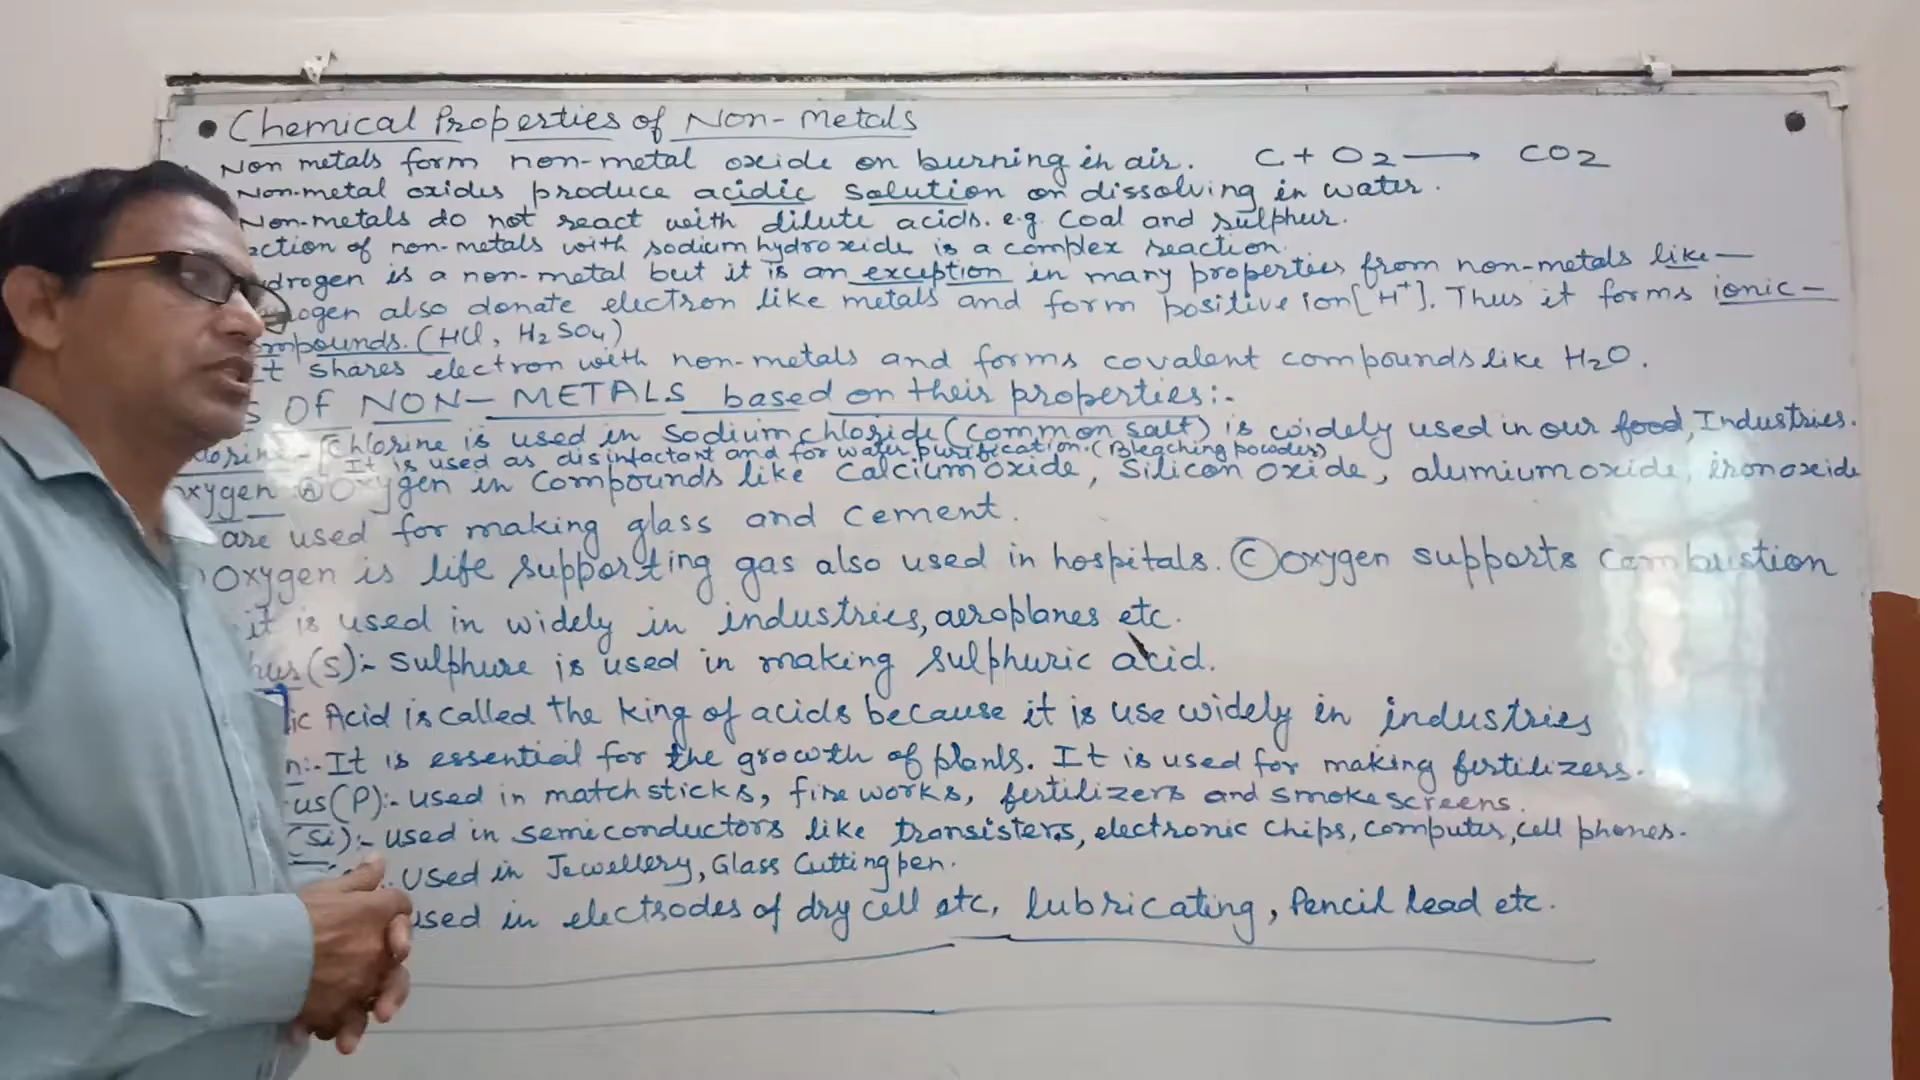 • Chemical Properties of Non-Metals
Non metals form non-metal oxide on burning in air. C + O2 → CO2
Non-metal oxides produce acidic solution on dissolving in water.
Non-metals do not react with dilute acids. e.g. Coal and sulphur.
ction of non-metals with sodium hydroxide is a complex reaction.
drogen is a non-metal but it is an exception in many properties from non-metals like—
ogen also donate electron like metals and form positive ion [H+]. Thus it forms ionic—
mpounds. (HCl, H2SO4)
It shares electron with non-metals and forms covalent compounds like H2O.
S OF NON-METALS based on their properties:-
lorine- Chlorine is used in Sodium chloride (Common salt) is widely used in our food, Industries.
It is used as disinfactant and for water purification. (Bleaching powder)
xygen Ⓐ Oxygen in compounds like Calcium oxide, Silicon oxide, alumium oxide, iron oxide
are used for making glass and cement.
) Oxygen is life supporting gas also used in hospitals. Ⓒ Oxygen supports combustion
it is used in widely in industries, aeroplanes etc.
hur (S):- Sulphure is used in making sulphuric acid.
ic Acid is called the king of acids because it is use widely in industries
n:- It is essential for the growth of plants. It is used for making fertilizers.
us (P):- used in match sticks, fire works, fertilizers and smoke screens.
(Si):- used in semiconductors like transisters, electronic chips, computer, cell phones.
Used in Jewellery, Glass Cutting pen.
used in electrodes of dry cell etc, lubricating, Pencil lead etc.